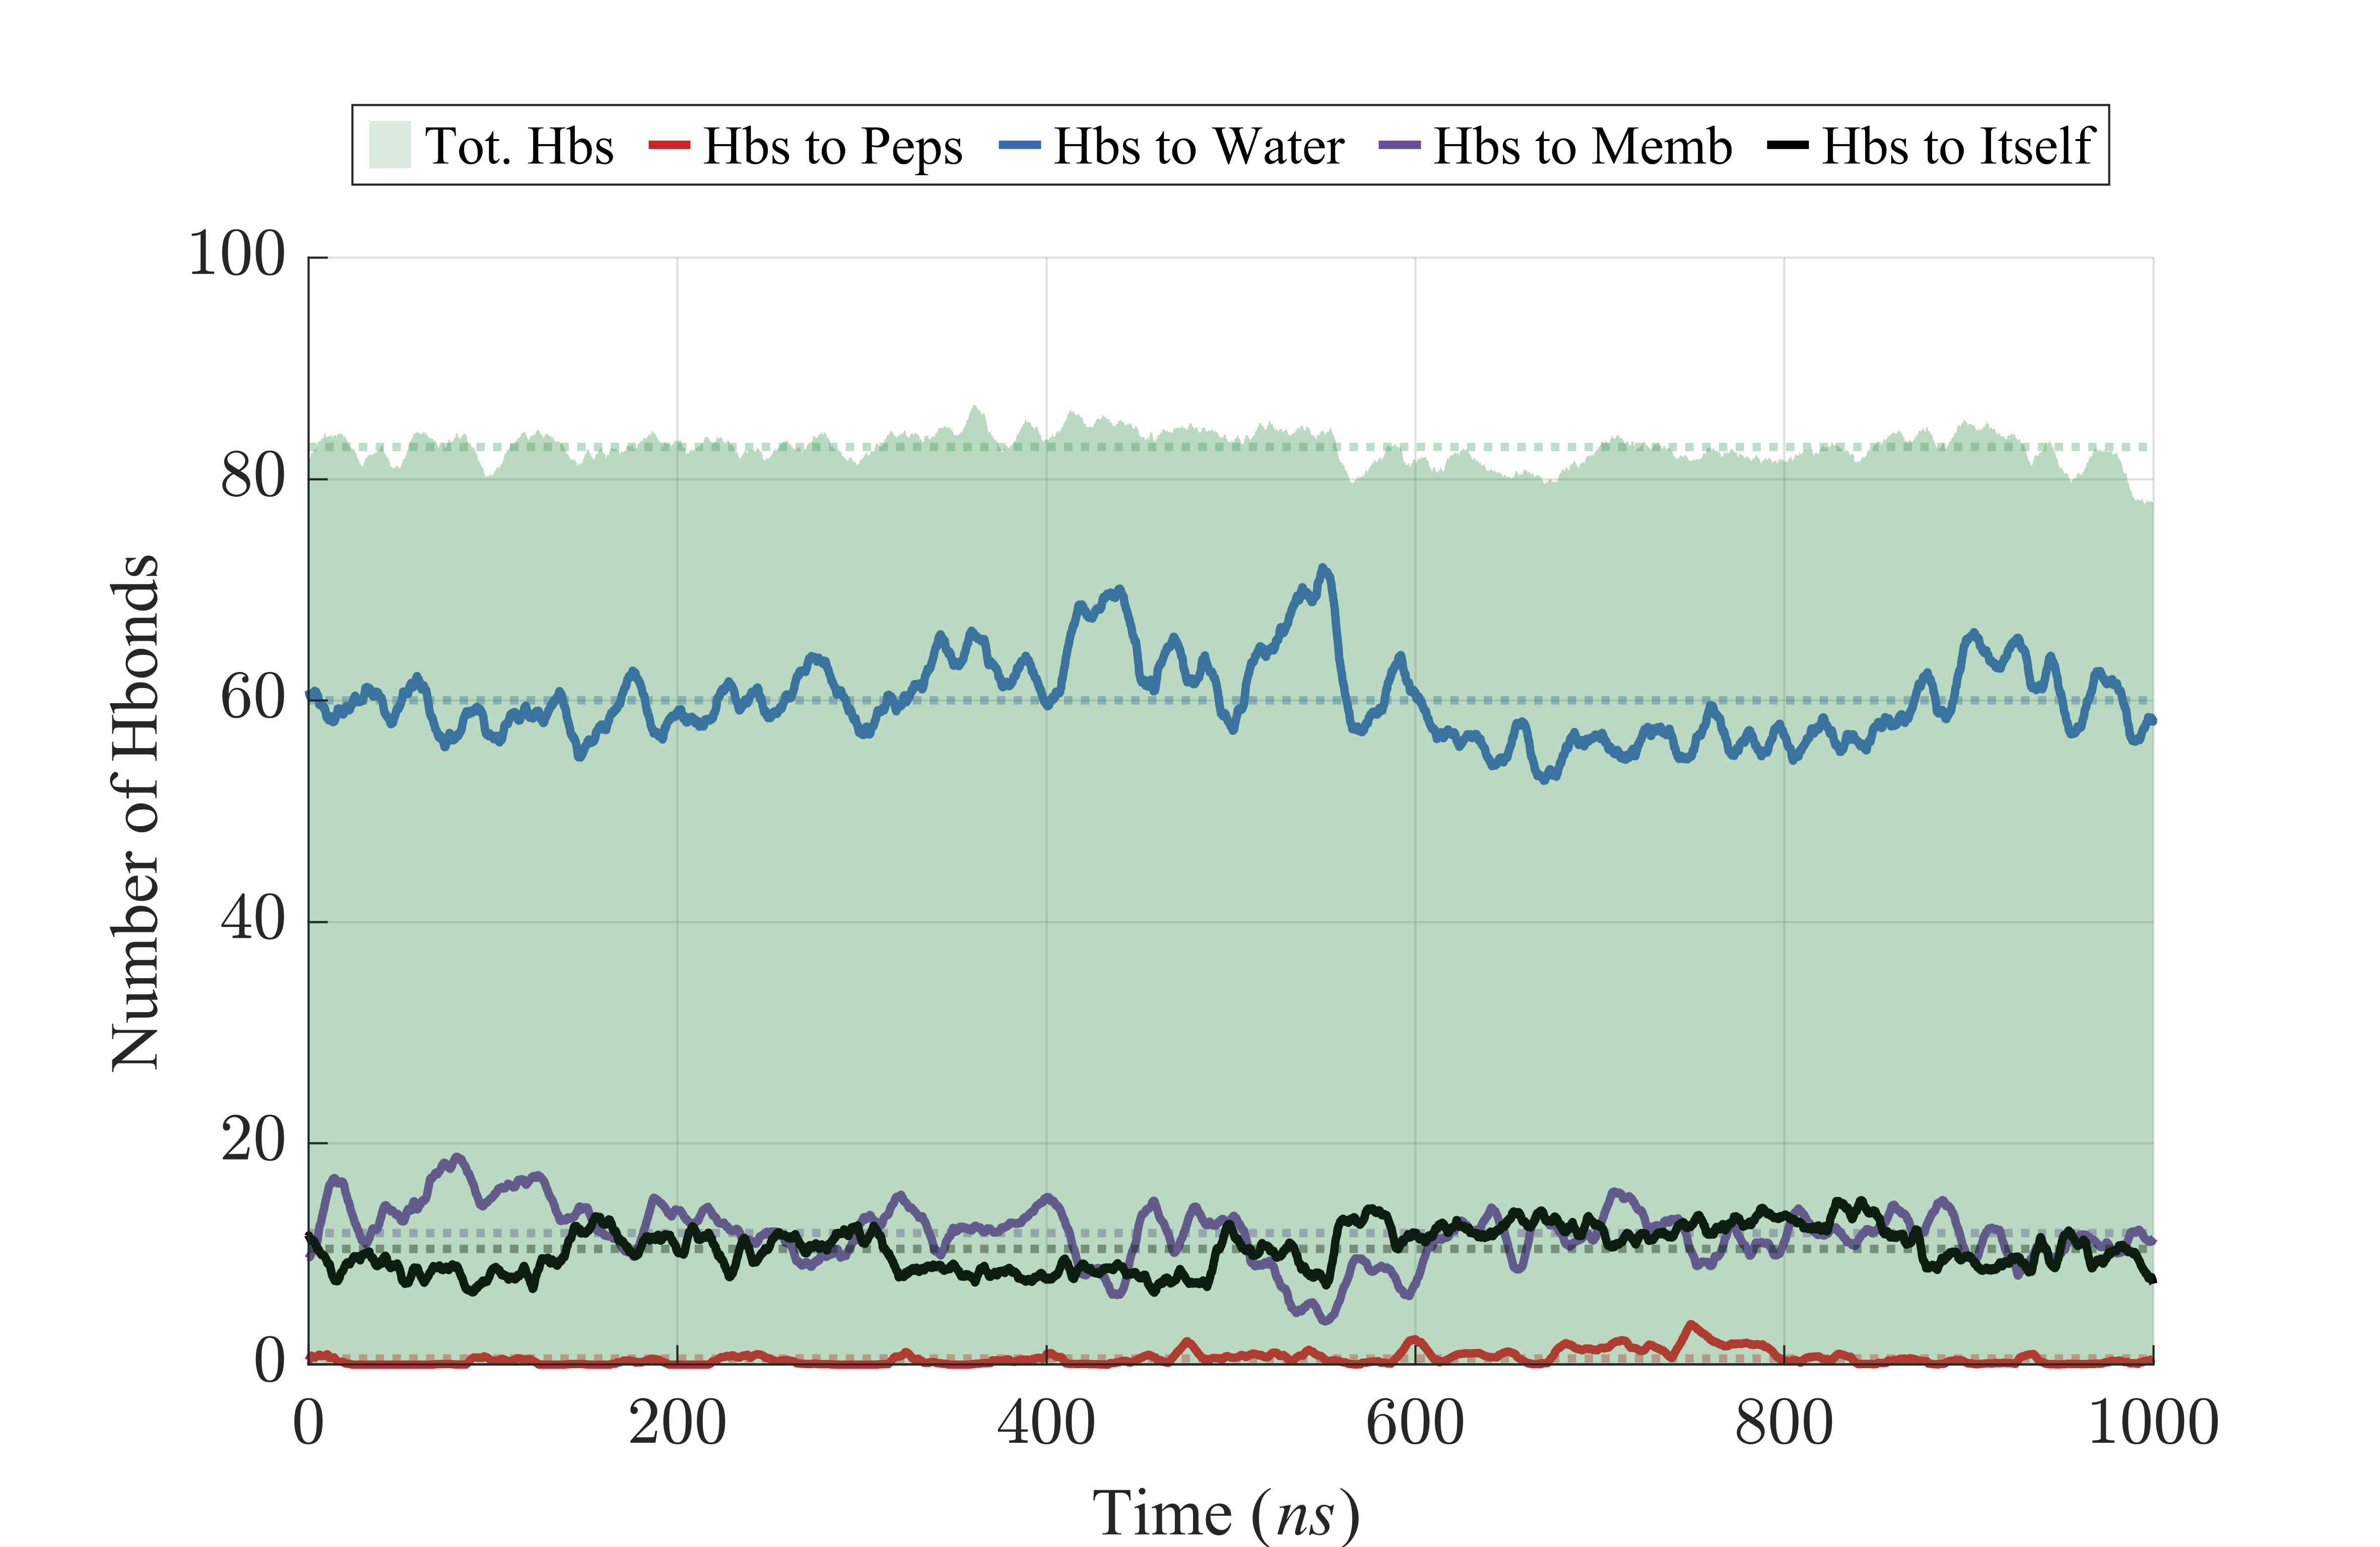 Tot. Hbs Hbs to Peps Hbs to Water Hbs to Memb Hbs to Itself
100
80
60
40
20
0
Number of Hbonds
0 200 400 600 800 1000
Time (ns)